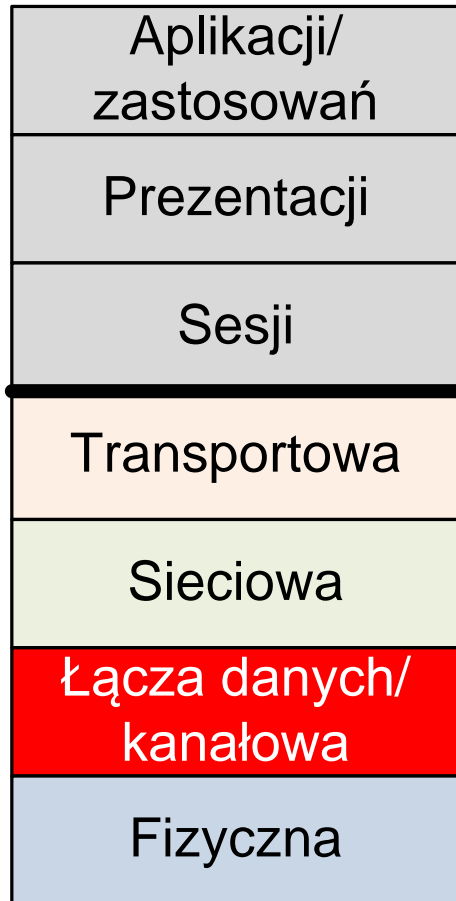 Aplikacji/
zastosowań
Prezentacji
Sesji
Transportowa
Sieciowa
Łącza danych/
kanałowa
Fizyczna